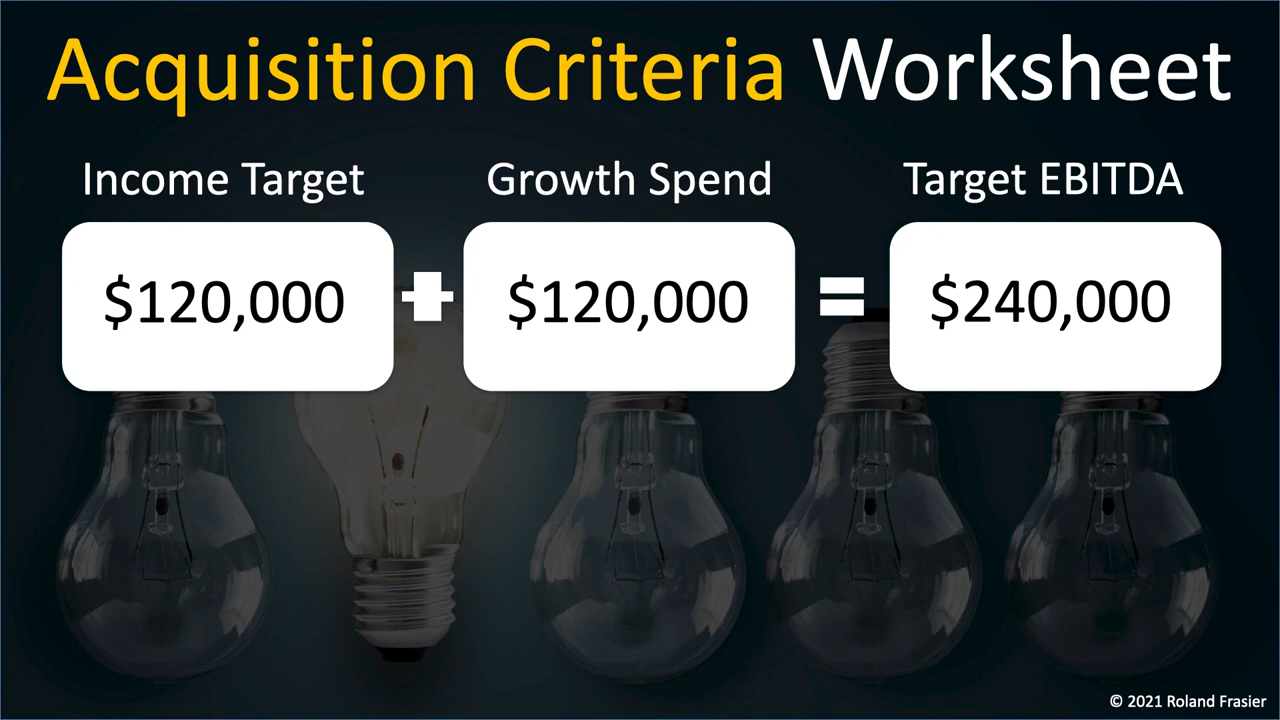 Acquisition Criteria Worksheet
Income Target Growth Spend Target EBITDA
$120,000 + $120,000 = $240,000
© 2021 Roland Frasier